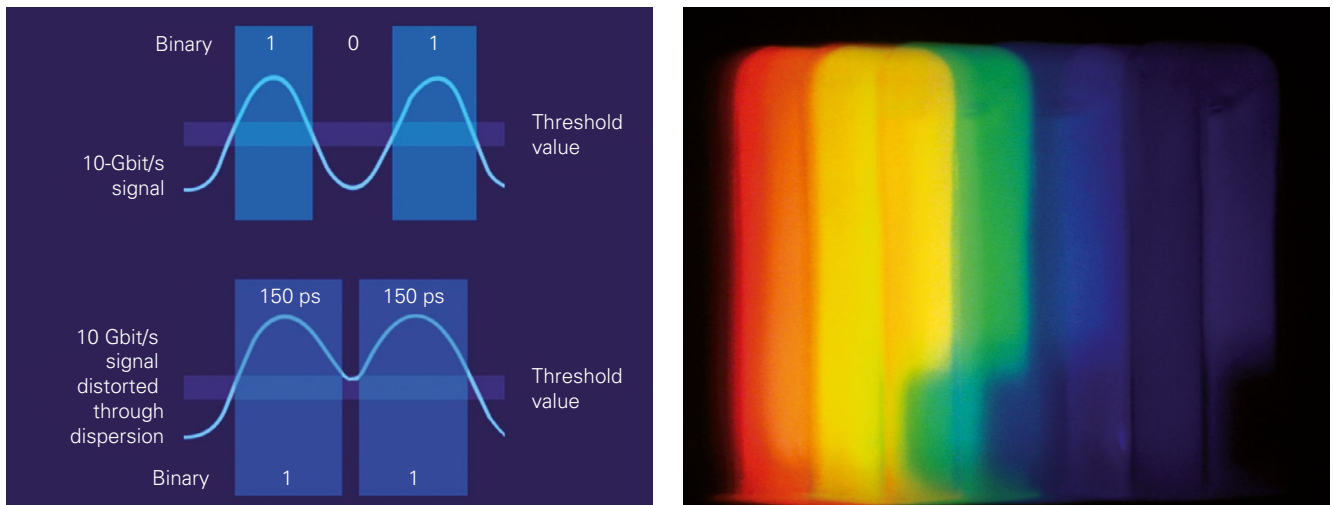 Binary 1 0 1
Threshold
value
10-Gbit/s
signal
150 ps 150 ps
10 Gbit/s
signal
distorted
through
dispersion
Threshold
value
Binary 1 1